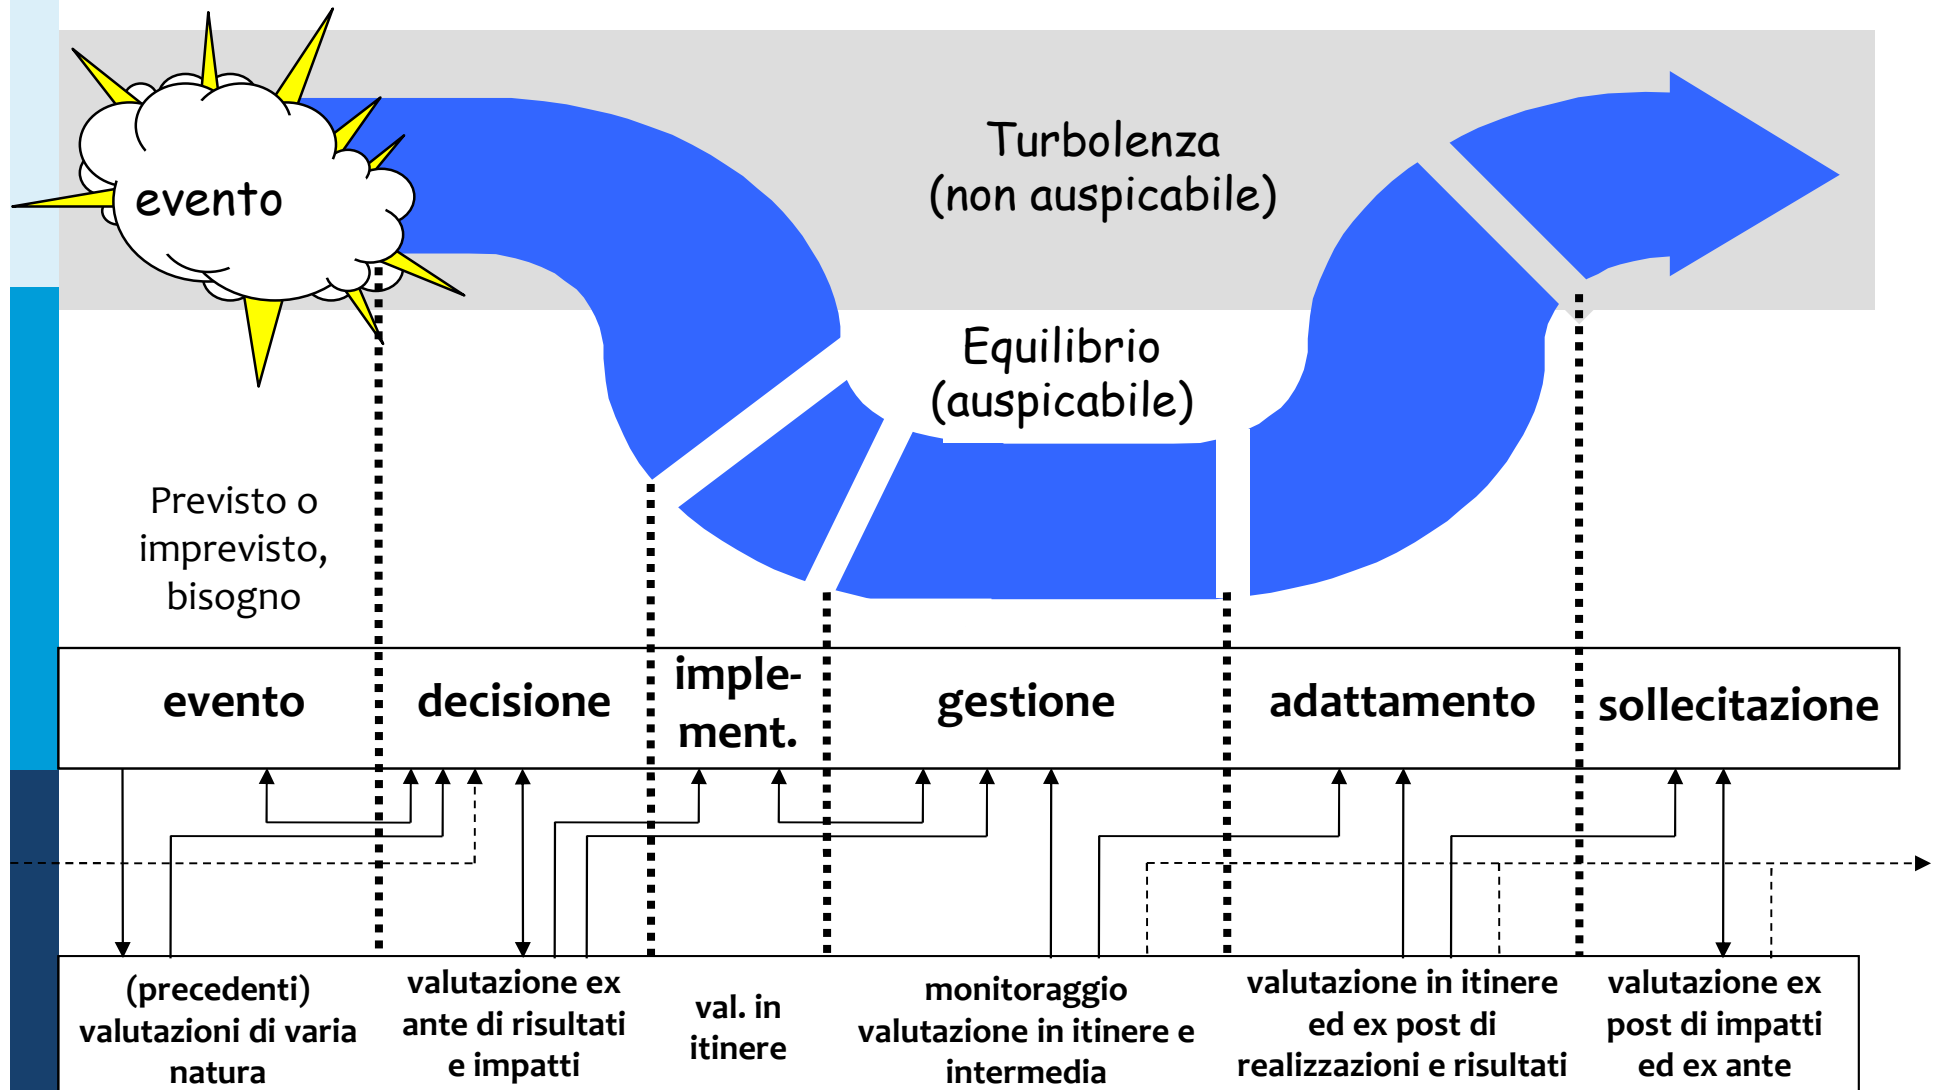 evento
Turbolenza
(non auspicabile)
Equilibrio
(auspicabile)
Previsto o
imprevisto,
bisogno
evento
decisione
imple-
ment.
gestione
adattamento
sollecitazione
(precedenti)
valutazioni di varia
natura
valutazione ex
ante di risultati
e impatti
val. in
itinere
monitoraggio
valutazione in itinere e
intermedia
valutazione in itinere
ed ex post di
realizzazioni e risultati
valutazione ex
post di impatti
ed ex ante